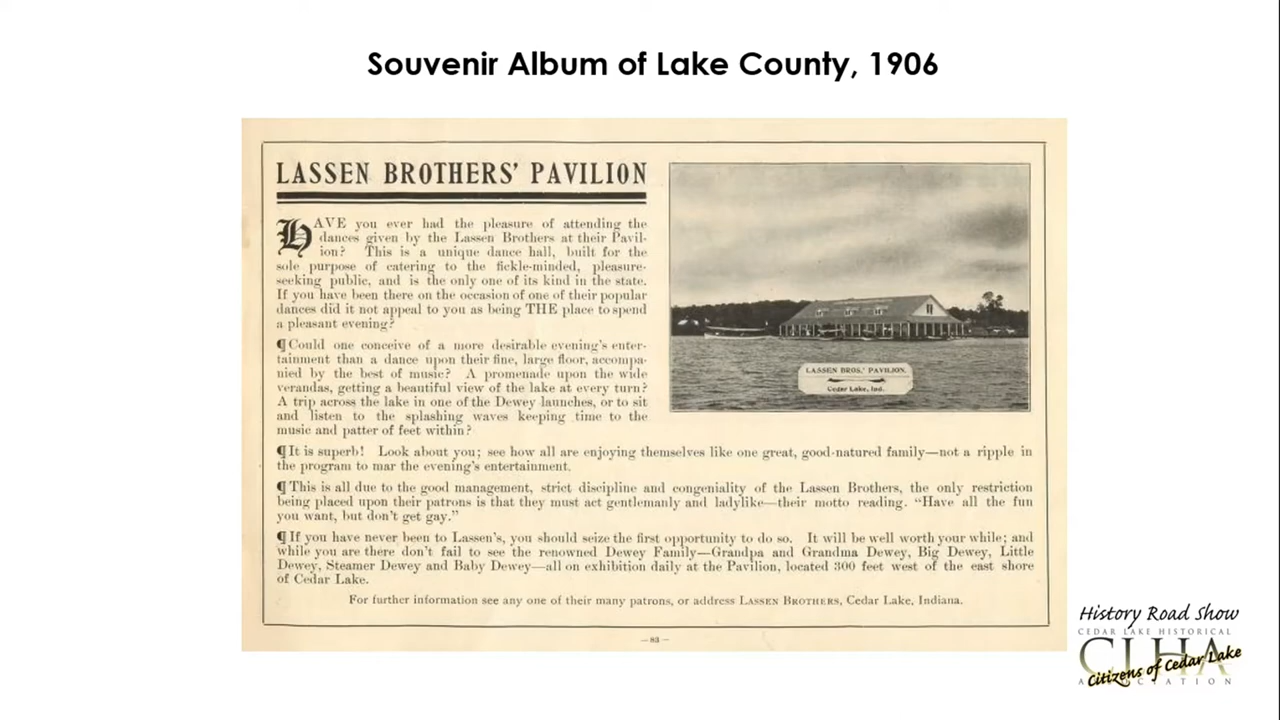 Souvenir Album of Lake County, 1906
LASSEN BROTHERS' PAVILION
HAVE you ever had the pleasure of attending the
dances given by the Lassen Brothers at their Pavil-
ion? This is a unique dance hall, built for the
sole purpose of catering to the fickle-minded, pleasure-
seeking public, and is the only one of its kind in the state.
If you have been there on the occasion of one of their popular
dances did it not appeal to you as being THE place to spend
a pleasant evening?
¶Could one conceive of a more desirable evening's enter-
tainment than a dance upon their fine, large floor, accompa-
nied by the best of music? A promenade upon the wide
verandas, getting a beautiful view of the lake at every turn?
A trip across the lake in one of the Dewey launches, or to sit
and listen to the splashing waves keeping time to the
music and patter of feet within?
LASSEN BROS.' PAVILION.
Cedar Lake, Ind.
¶It is superb! Look about you; see how all are enjoying themselves like one great, good-natured family—not a ripple in
the program to mar the evening's entertainment.
¶This is all due to the good management, strict discipline and congeniality of the Lassen Brothers, the only restriction
being placed upon their patrons is that they must act gentlemanly and ladylike—their motto reading. "Have all the fun
you want, but don't get gay."
¶If you have never been to Lassen's, you should seize the first opportunity to do so. It will be well worth your while; and
while you are there don't fail to see the renowned Dewey Family—Grandpa and Grandma Dewey, Big Dewey, Little
Dewey, Steamer Dewey and Baby Dewey—all on exhibition daily at the Pavilion, located 300 feet west of the east shore
of Cedar Lake.
For further information see any one of their many patrons, or address LASSEN BROTHERS, Cedar Lake, Indiana.
— 83 —
History Road Show
CEDAR LAKE HISTORICAL
CLHA
Citizens of Cedar Lake
ASSOCIATION